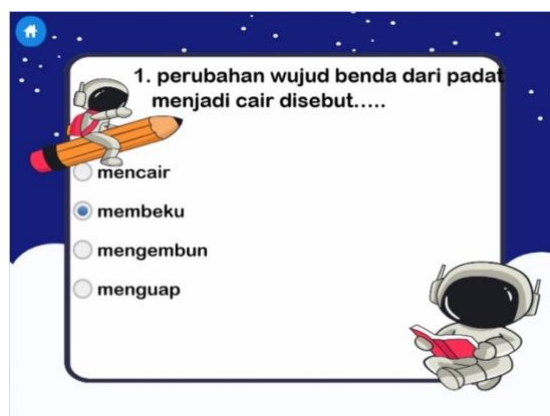 1. perubahan wujud benda dari padat
menjadi cair disebut.....
mencair
membeku
mengembun
menguap